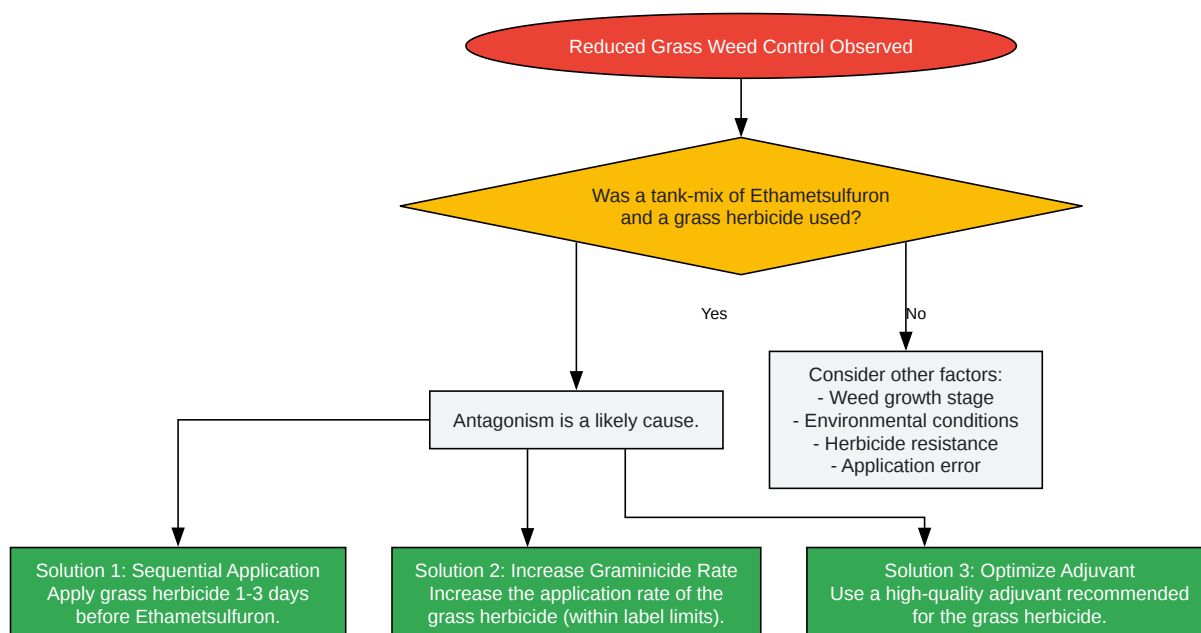 Reduced Grass Weed Control Observed
Was a tank-mix of Ethametsulfuron
and a grass herbicide used?
Yes
No
Consider other factors:
- Weed growth stage
- Environmental conditions
- Herbicide resistance
- Application error
Antagonism is a likely cause.
Solution 1: Sequential Application
Apply grass herbicide 1-3 days
before Ethametsulfuron.
Solution 2: Increase Graminicide Rate
Increase the application rate of the
grass herbicide (within label limits).
Solution 3: Optimize Adjuvant
Use a high-quality adjuvant recommended
for the grass herbicide.